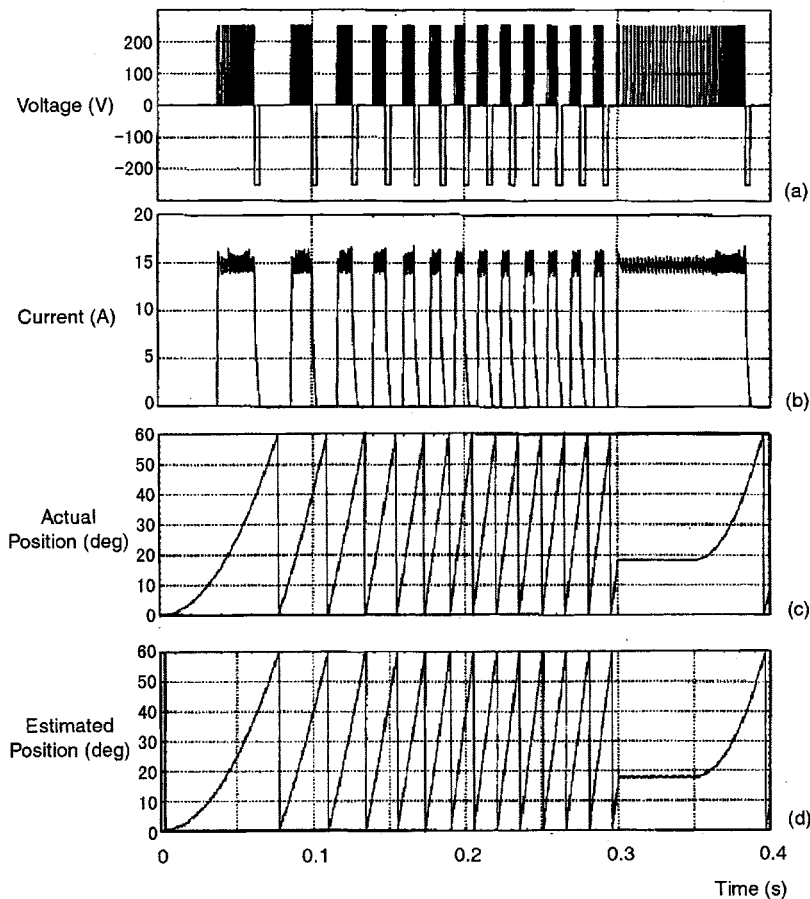 200
100
0
−100
−200
Voltage (V)
(a)
20
15
10
5
0
Current (A)
(b)
60
50
40
30
20
10
0
Actual
Position (deg)
(c)
60
50
40
30
20
10
0
Estimated
Position (deg)
(d)
0
0.1
0.2
0.3
0.4
Time (s)